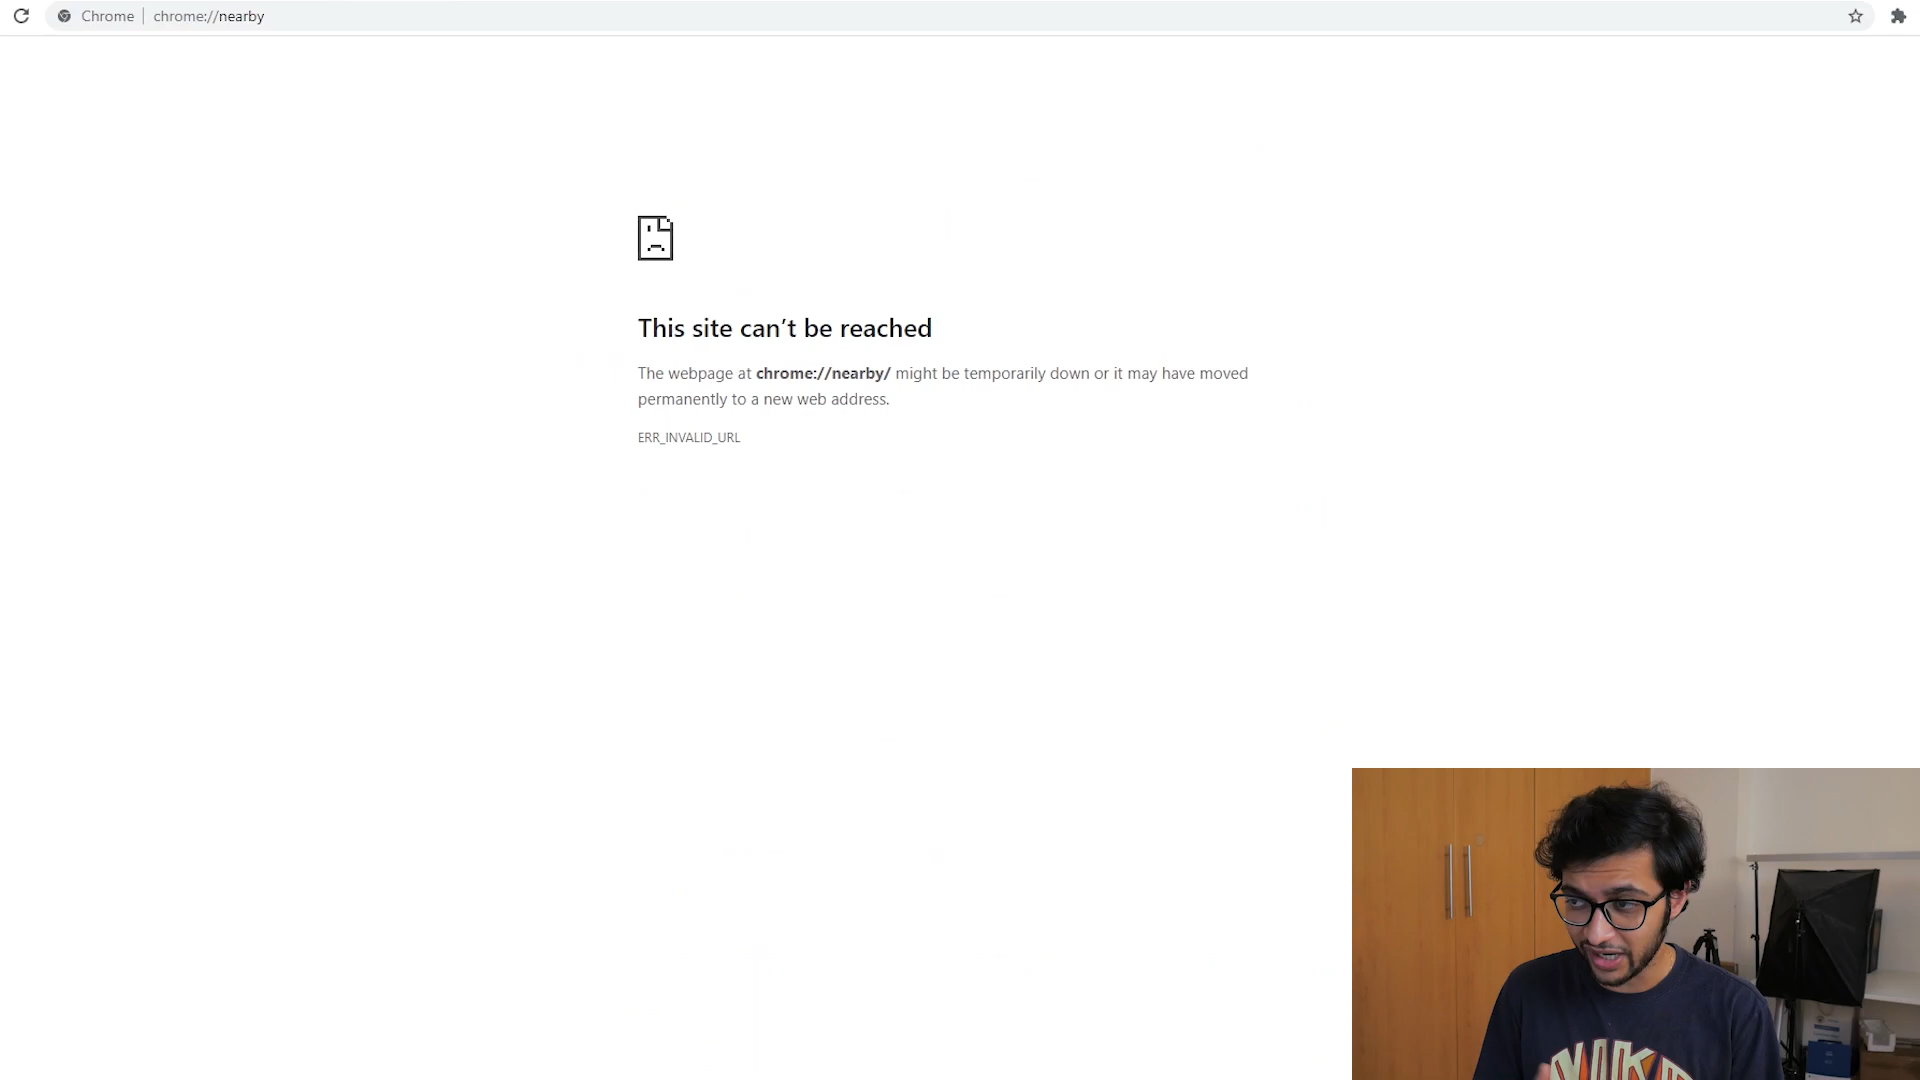 Chrome | chrome://nearby
This site can’t be reached
The webpage at chrome://nearby/ might be temporarily down or it may have moved
permanently to a new web address.
ERR_INVALID_URL